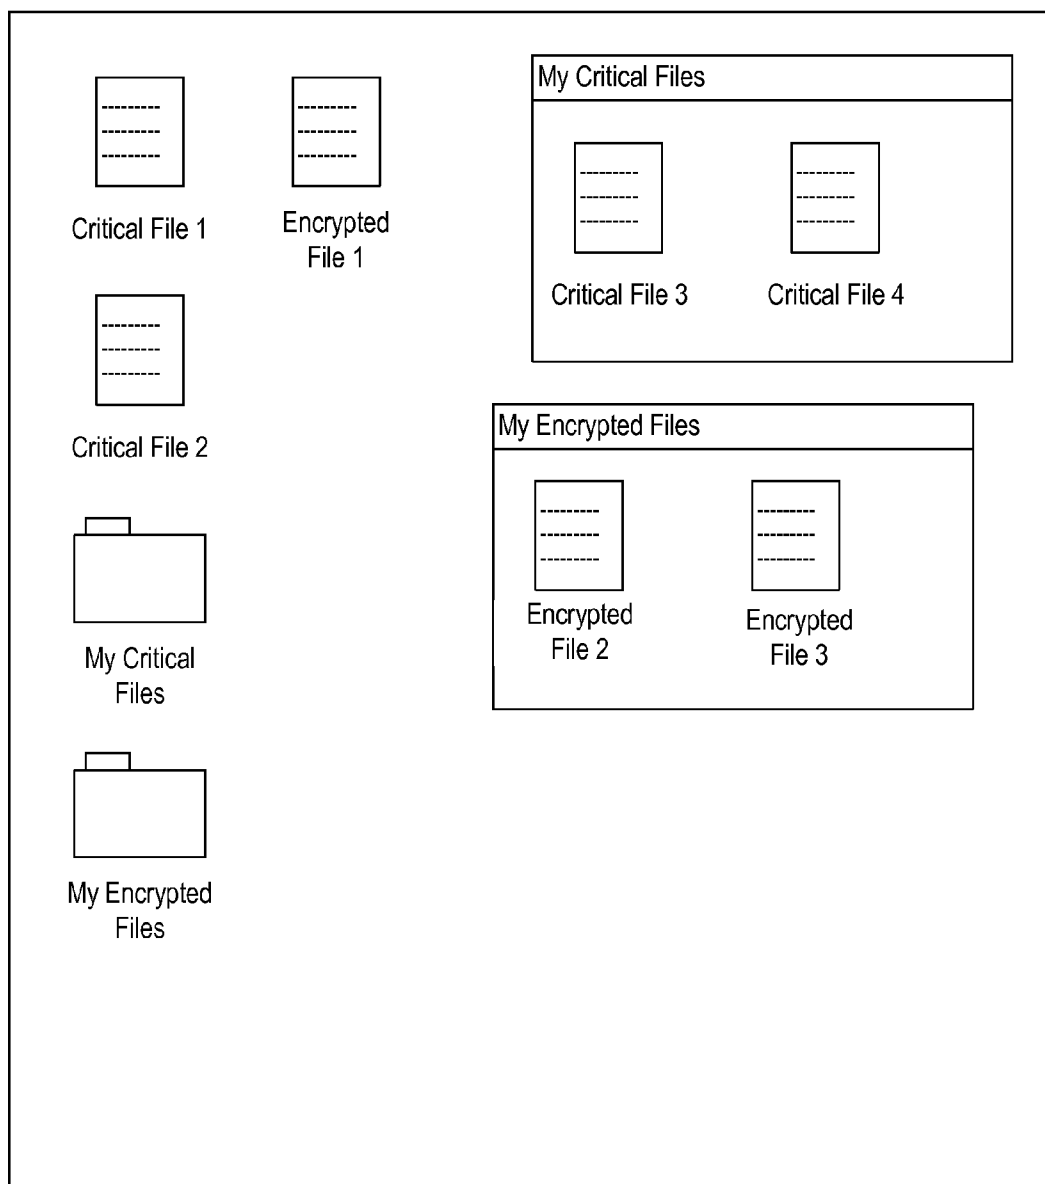 Critical File 1
Encrypted
File 1
Critical File 2
My Critical
Files
My Encrypted
Files
My Critical Files
Critical File 3
Critical File 4
My Encrypted Files
Encrypted
File 2
Encrypted
File 3